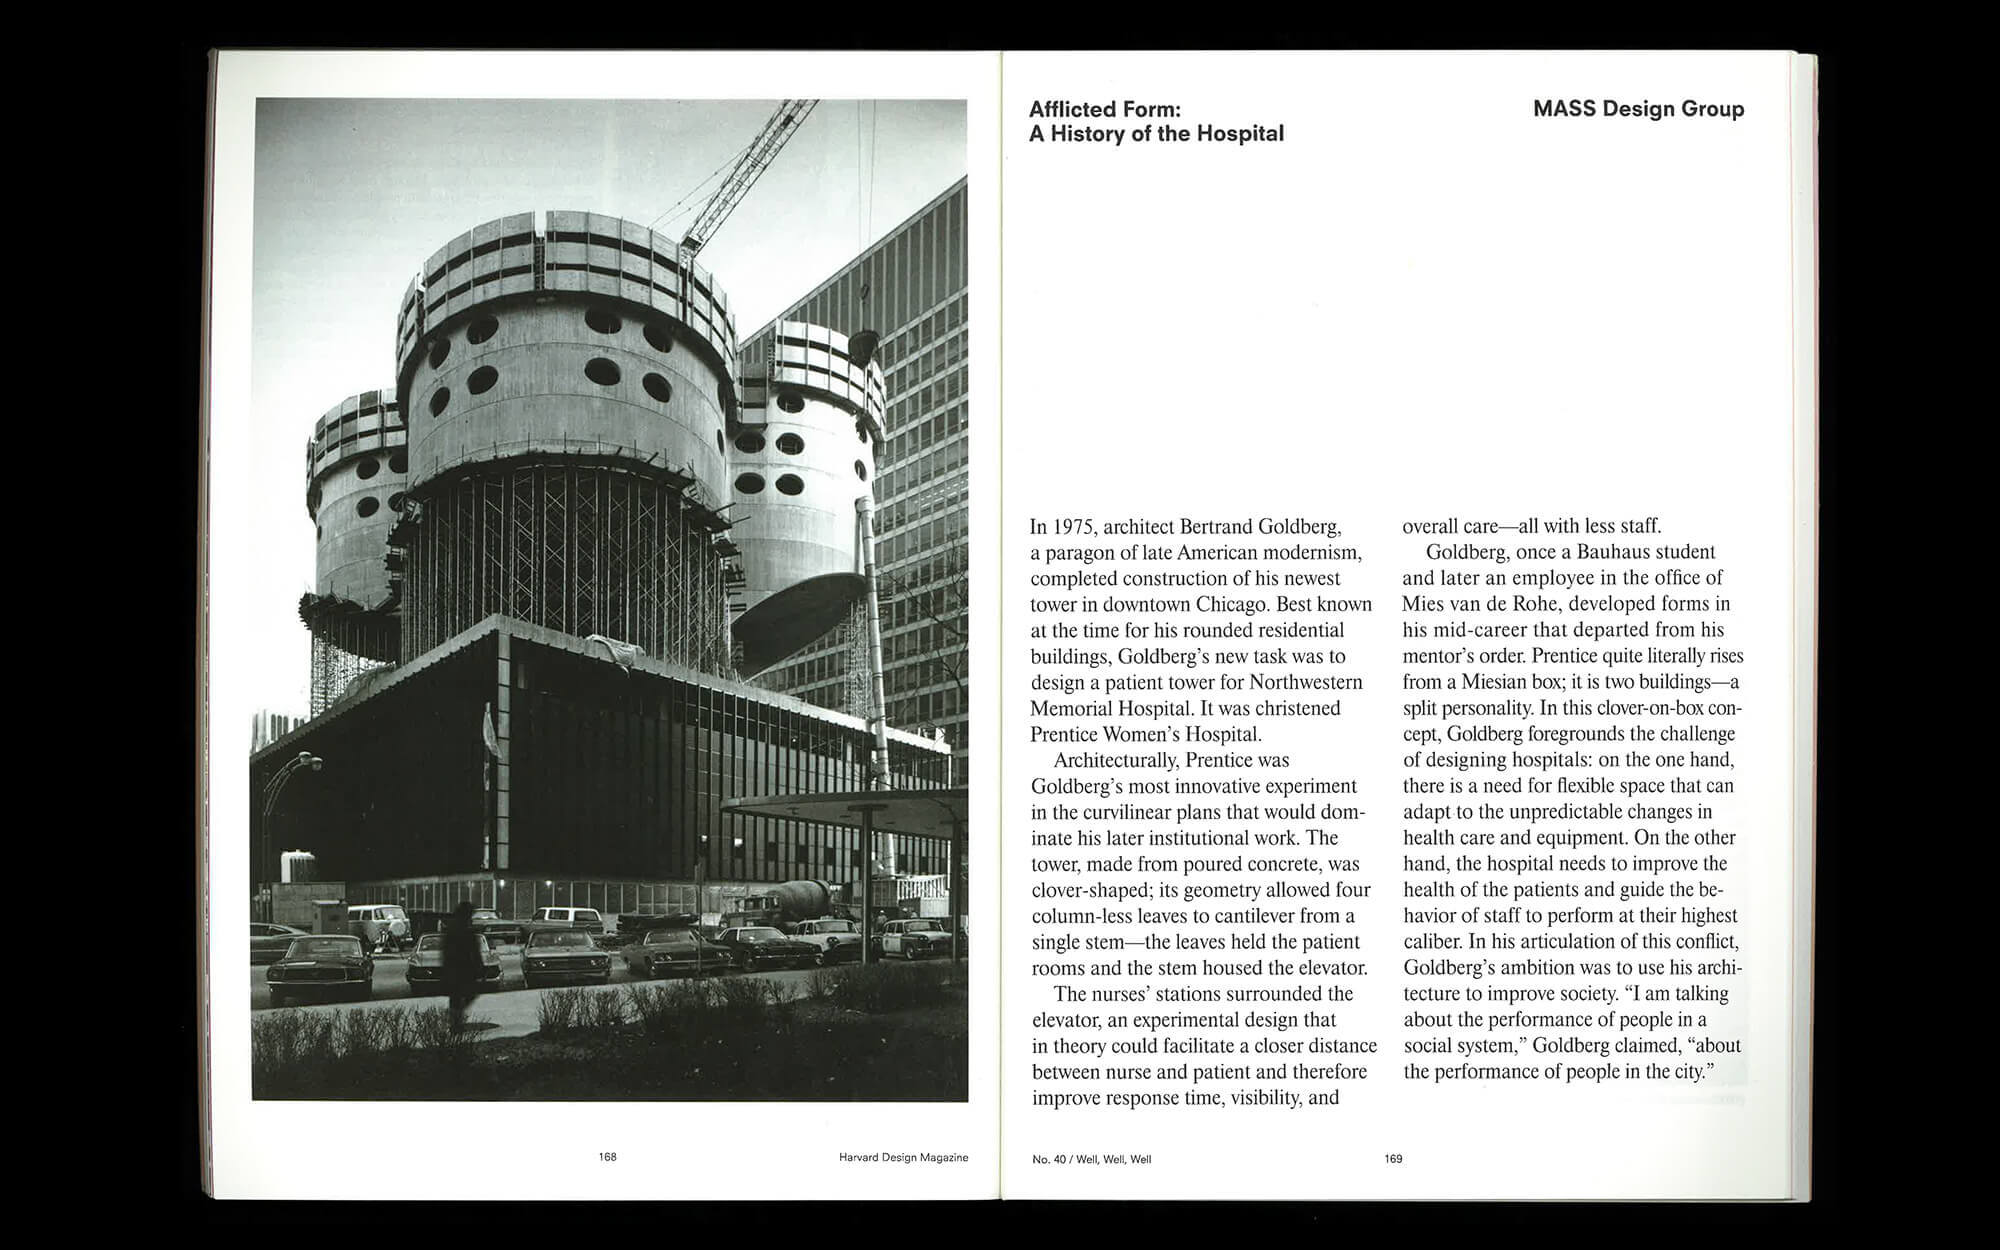 168
Harvard Design Magazine
Afflicted Form:
A History of the Hospital
MASS Design Group
In 1975, architect Bertrand Goldberg,
a paragon of late American modernism,
completed construction of his newest
tower in downtown Chicago. Best known
at the time for his rounded residential
buildings, Goldberg’s new task was to
design a patient tower for Northwestern
Memorial Hospital. It was christened
Prentice Women’s Hospital.
Architecturally, Prentice was
Goldberg’s most innovative experiment
in the curvilinear plans that would dom-
inate his later institutional work. The
tower, made from poured concrete, was
clover-shaped; its geometry allowed four
column-less leaves to cantilever from a
single stem—the leaves held the patient
rooms and the stem housed the elevator.
The nurses’ stations surrounded the
elevator, an experimental design that
in theory could facilitate a closer distance
between nurse and patient and therefore
improve response time, visibility, and
overall care—all with less staff.
Goldberg, once a Bauhaus student
and later an employee in the office of
Mies van de Rohe, developed forms in
his mid-career that departed from his
mentor’s order. Prentice quite literally rises
from a Miesian box; it is two buildings—a
split personality. In this clover-on-box con-
cept, Goldberg foregrounds the challenge
of designing hospitals: on the one hand,
there is a need for flexible space that can
adapt to the unpredictable changes in
health care and equipment. On the other
hand, the hospital needs to improve the
health of the patients and guide the be-
havior of staff to perform at their highest
caliber. In his articulation of this conflict,
Goldberg’s ambition was to use his archi-
tecture to improve society. “I am talking
about the performance of people in a
social system,” Goldberg claimed, “about
the performance of people in the city.”
No. 40 / Well, Well, Well
169